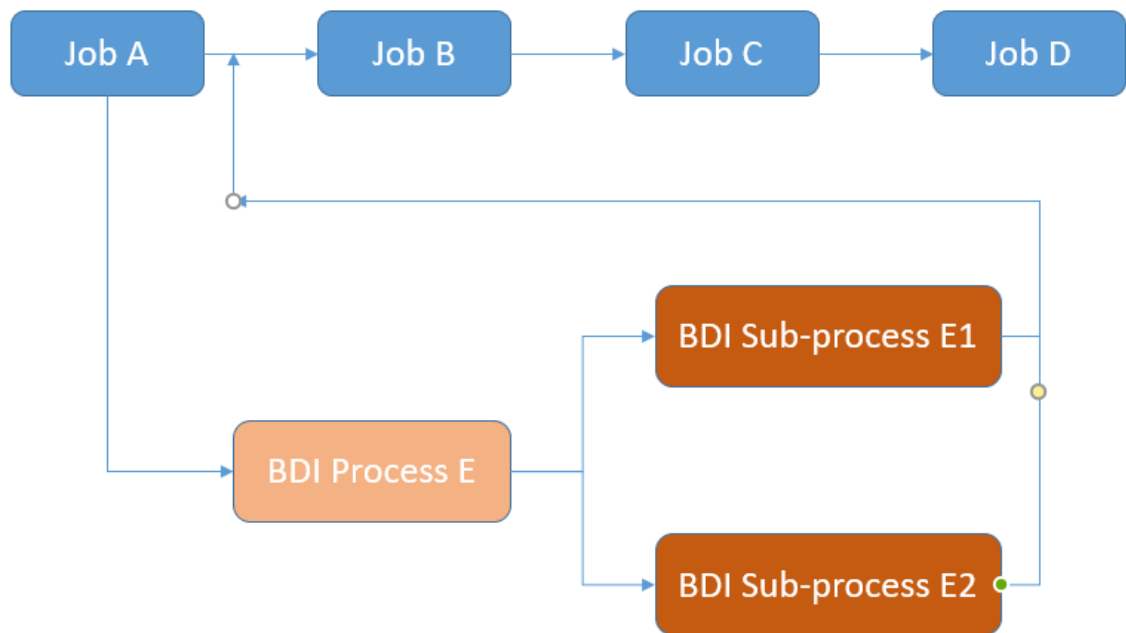 Job A
Job B
Job C
Job D
BDI Sub-process E1
BDI Process E
BDI Sub-process E2